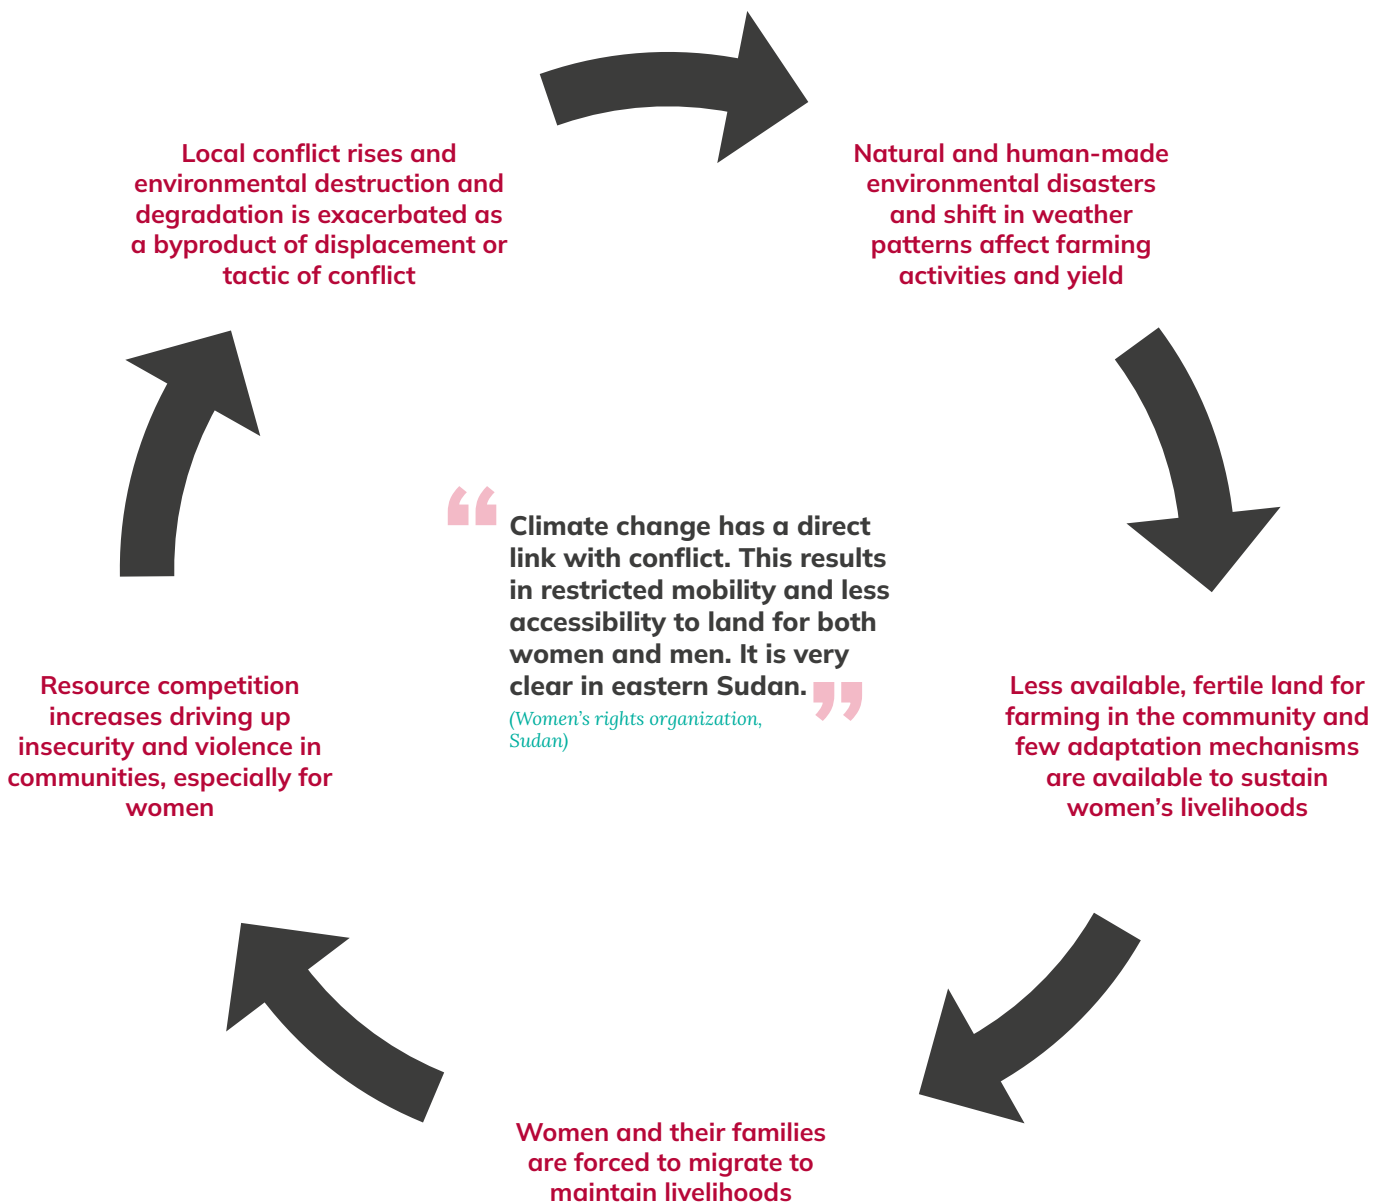 Local conflict rises and
environmental destruction and
degradation is exacerbated as
a byproduct of displacement or
tactic of conflict
Natural and human-made
environmental disasters
and shift in weather
patterns affect farming
activities and yield
“
Climate change has a direct
link with conflict. This results
in restricted mobility and less
accessibility to land for both
women and men. It is very
clear in eastern Sudan.
”
(Women’s rights organization,
Sudan)
Resource competition
increases driving up
insecurity and violence in
communities, especially for
women
Less available, fertile land for
farming in the community and
few adaptation mechanisms
are available to sustain
women’s livelihoods
Women and their families
are forced to migrate to
maintain livelihoods